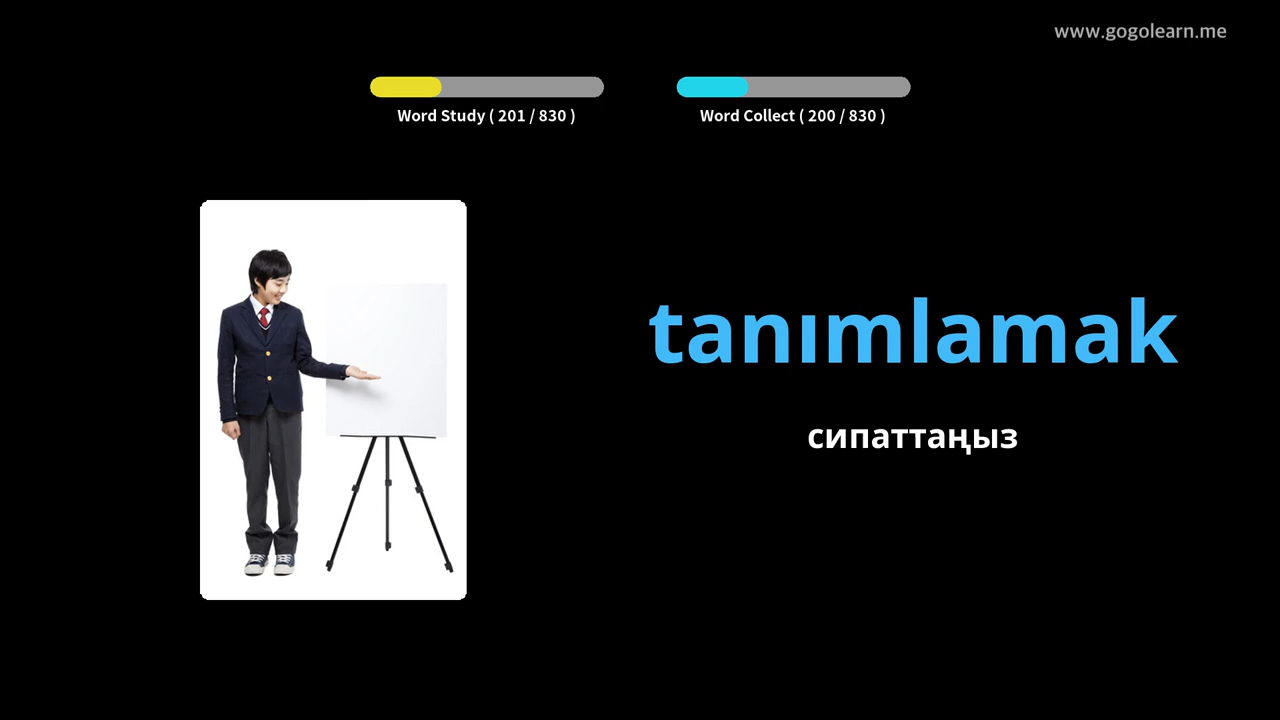 www.gogolearn.me
Word Study ( 201 / 830 )
Word Collect ( 200 / 830 )
tanımlamak
сипаттаңыз